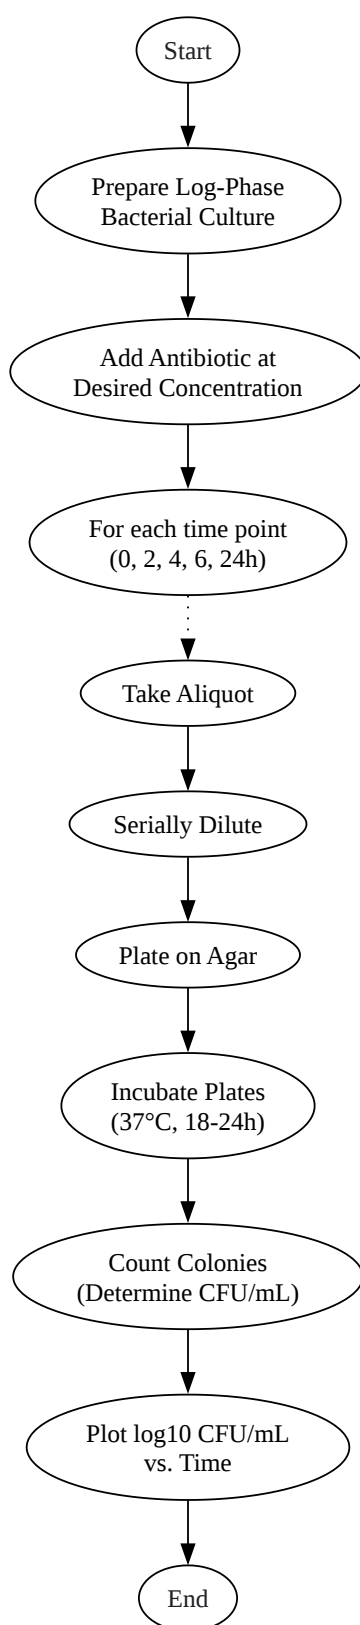 Start
Prepare Log-Phase
Bacterial Culture
Add Antibiotic at
Desired Concentration
For each time point
(0, 2, 4, 6, 24h)
Take Aliquot
Serially Dilute
Plate on Agar
Incubate Plates
(37°C, 18-24h)
Count Colonies
(Determine CFU/mL)
Plot log10 CFU/mL
vs. Time
End